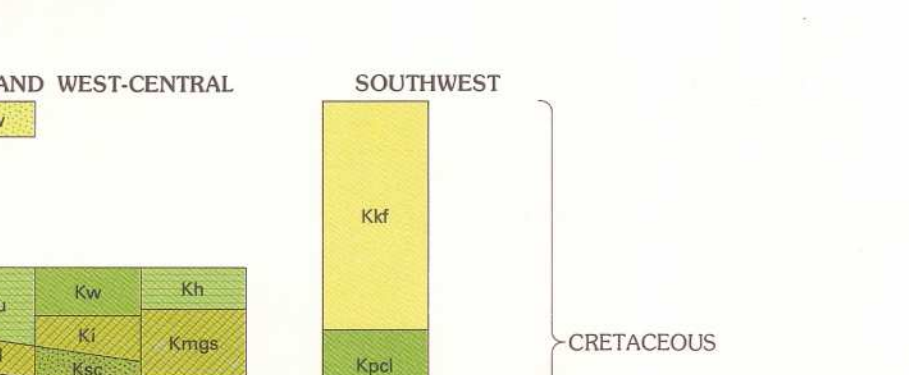 AND WEST-CENTRAL
SOUTHWEST
Kkf
Kw
Kh
Ki
Kmgs
Ksc
Kpcl
CRETACEOUS